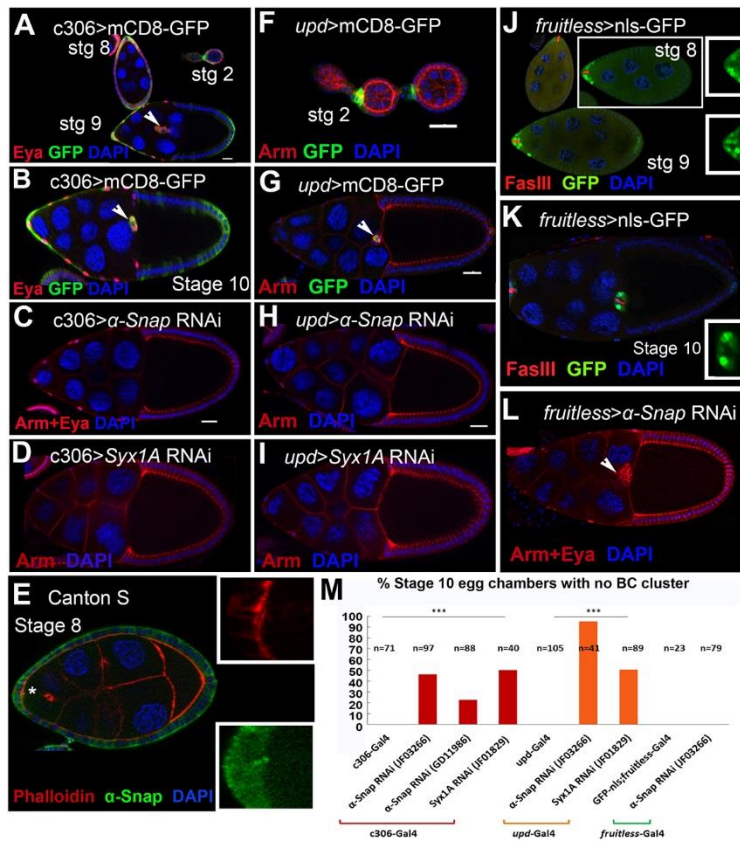 A c306>mCD8-GFP
stg 8
stg 2
stg 9
Eya GFP DAPI
B c306>mCD8-GFP
Eya GFP DAPI Stage 10
C c306>α-Snap RNAi
Arm+Eya DAPI
D c306>Syx1A RNAi
Arm DAPI
E Canton S
Stage 8
*
Phalloidin α-Snap DAPI
F upd>mCD8-GFP
stg 2
Arm GFP DAPI
G upd>mCD8-GFP
Arm GFP DAPI
H upd>α-Snap RNAi
Arm DAPI
I upd>Syx1A RNAi
Arm DAPI
J fruitless>nls-GFP
stg 8
stg 9
FasIII GFP DAPI
K fruitless>nls-GFP
Stage 10
FasIII GFP DAPI
L fruitless>α-Snap RNAi
Arm+Eya DAPI
M % Stage 10 egg chambers with no BC cluster
100
90
80
70
60
50
40
30
20
10
0
*** ***
n=71 n=97 n=88 n=40 n=105 n=41 n=89 n=23 n=79
c306-Gal4
α-Snap RNAi (JF03266)
α-Snap RNAi (GD11986)
Syx1A RNAi (JF01829)
upd-Gal4
α-Snap RNAi (JF03266)
Syx1A RNAi (JF01829)
GFP-nls;fruitless-Gal4
α-Snap RNAi (JF03266)
c306-Gal4 upd-Gal4 fruitless-Gal4